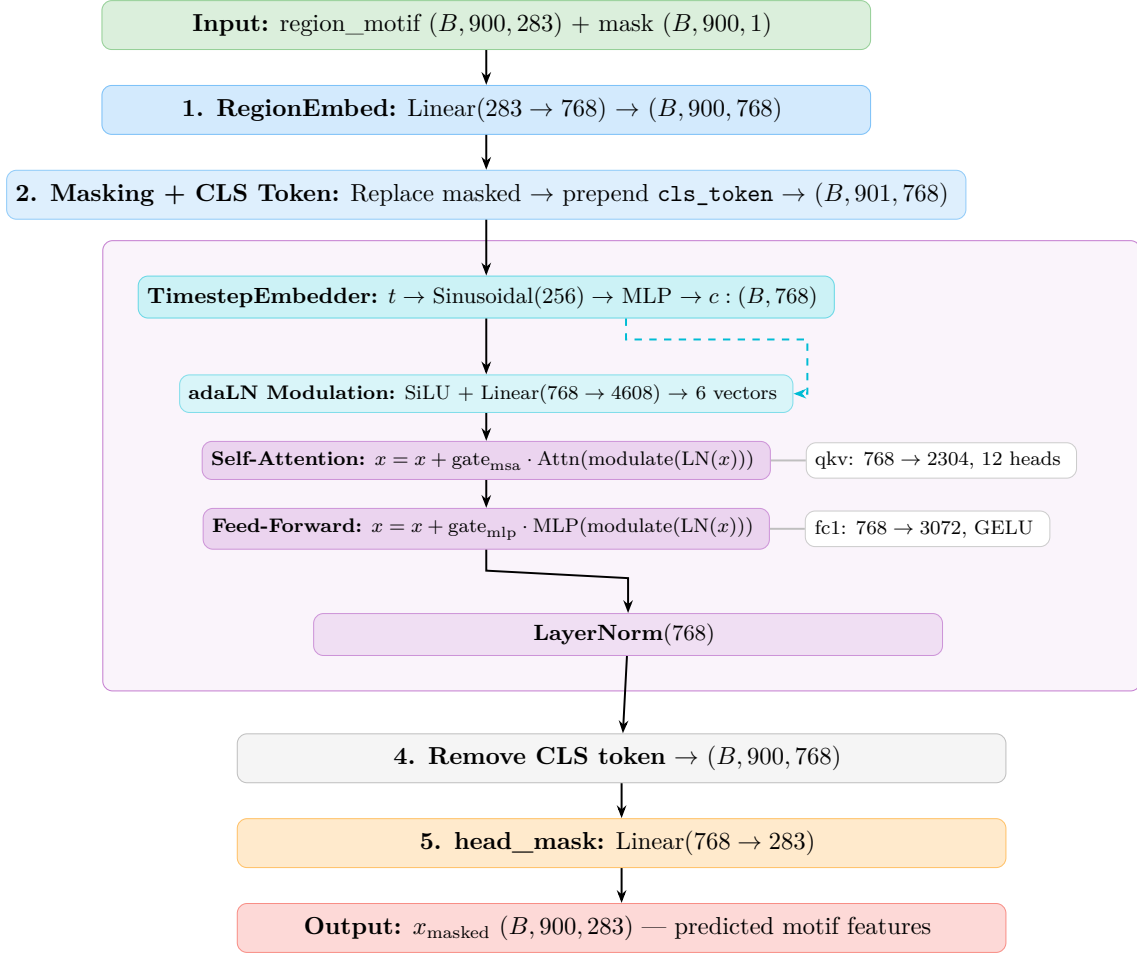 Input: region_motif (B, 900, 283) + mask (B, 900, 1)
1. RegionEmbed: Linear(283 → 768) → (B, 900, 768)
2. Masking + CLS Token: Replace masked → prepend cls_token → (B, 901, 768)
TimestepEmbedder: t → Sinusoidal(256) → MLP → c : (B, 768)
adaLN Modulation: SiLU + Linear(768 → 4608) → 6 vectors
Self-Attention: x = x + gate_msa · Attn(modulate(LN(x)))
qkv: 768 → 2304, 12 heads
Feed-Forward: x = x + gate_mlp · MLP(modulate(LN(x)))
fc1: 768 → 3072, GELU
LayerNorm(768)
4. Remove CLS token → (B, 900, 768)
5. head_mask: Linear(768 → 283)
Output: x_masked (B, 900, 283) — predicted motif features